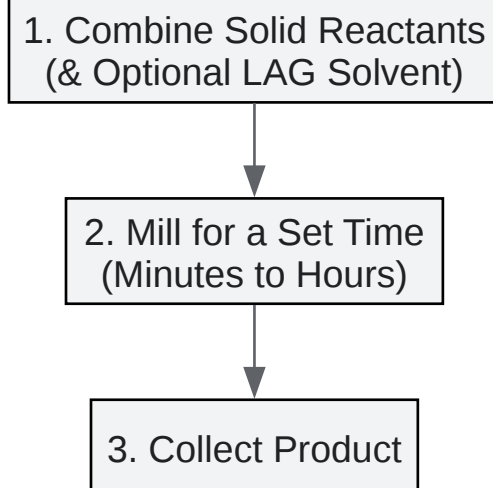 1. Combine Solid Reactants
(& Optional LAG Solvent)
2. Mill for a Set Time
(Minutes to Hours)
3. Collect Product